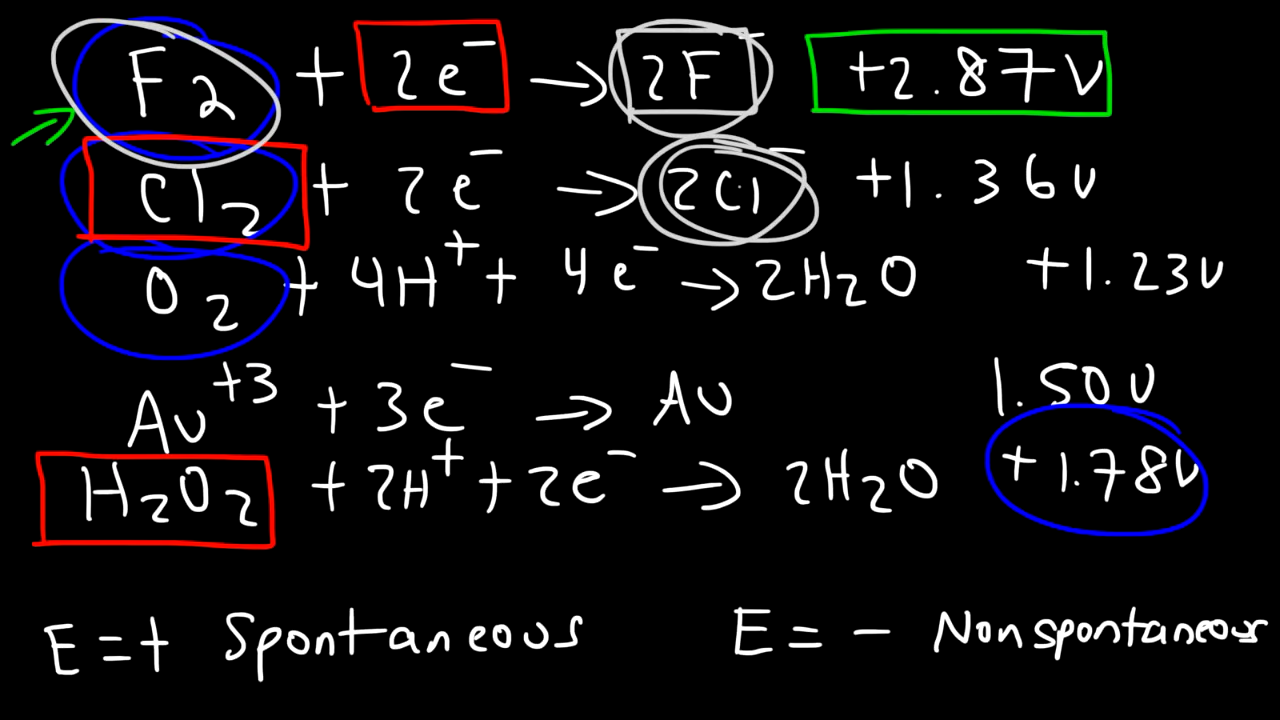 F₂ + 2e⁻ → 2F⁻ +2.87V
Cl₂ + 2e⁻ → 2Cl⁻ +1.36V
O₂ + 4H⁺ + 4e⁻ → 2H₂O +1.23V
Au⁺³ + 3e⁻ → Au 1.50V
H₂O₂ + 2H⁺ + 2e⁻ → 2H₂O +1.78V
E = + Spontaneous E = − Nonspontaneous